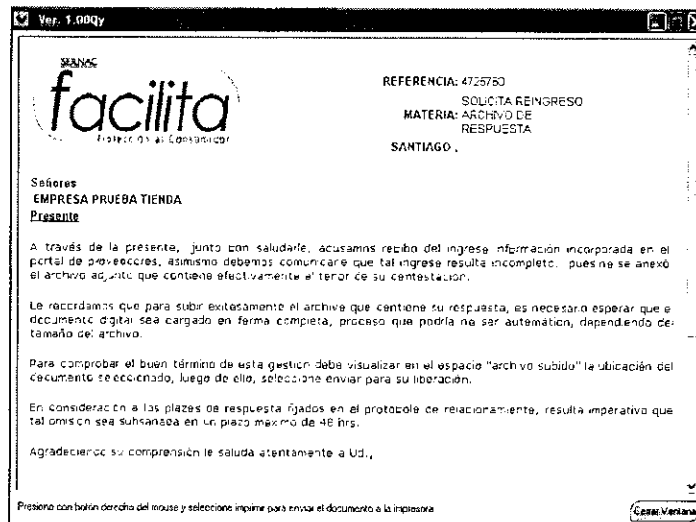 Ver. 1.00Qy
SERNAC
facilita
Protección al Consumidor
REFERENCIA: 4725760
SOLICITA REINGRESO
MATERIA: ARCHIVO DE
RESPUESTA
SANTIAGO ,
Señores
EMPRESA PRUEBA TIENDA
Presente
A través de la presente, junto con saludarle, acusamos recibo del ingreso información incorporada en el
portal de proveedores, asimismo debemos comunicarle que tal ingreso resulta incompleto, pues no se anexó
el archivo adjunto que contiene efectivamente el tenor de su contestación.
Le recordamos que para subir exitosamente el archivo que contiene su respuesta, es necesario esperar que el
documento digital sea cargado en forma completa, proceso que podría no ser automático, dependiendo del
tamaño del archivo.
Para comprobar el buen término de esta gestión debe visualizar en el espacio "archivo subido" la ubicación del
documento seleccionado, luego de ello, seleccione enviar para su liberación.
En consideración a los plazos de respuesta fijados en el protocolo de relacionamiento, resulta imperativo que
tal omisión sea subsanada en un plazo máximo de 48 hrs.
Agradeciendo su comprensión le saluda atentamente a Ud.,
Presione con botón derecho del mouse y seleccione imprimir para enviar el documento a la impresora
Cerrar Ventana